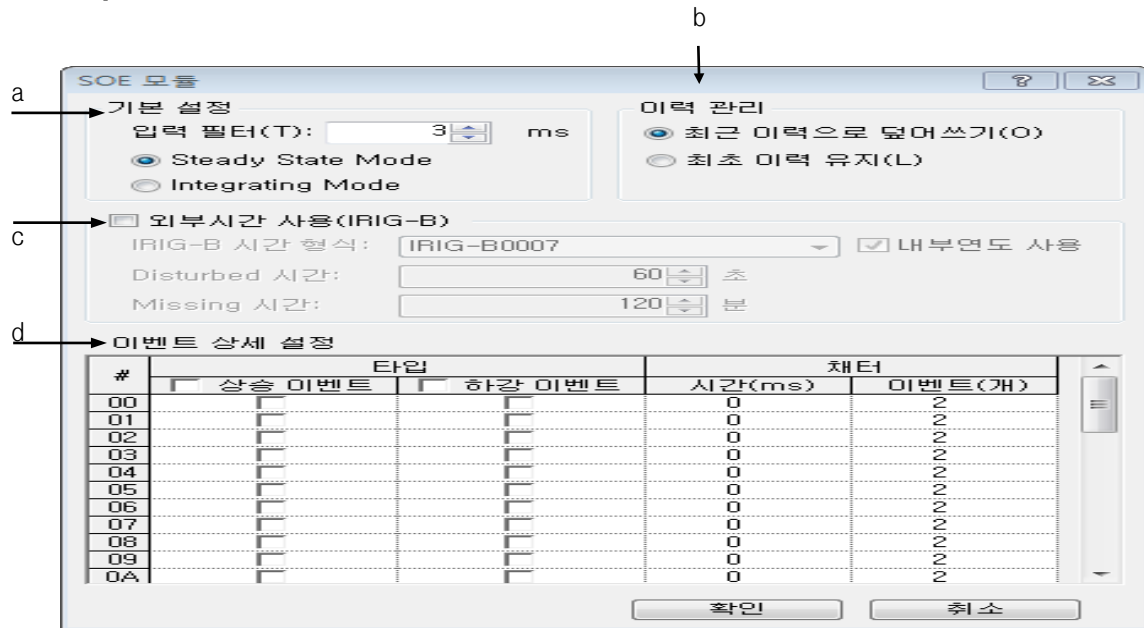 b
SOE 모듈
a
기본 설정
입력 필터(T): 3 ms
Steady State Mode
Integrating Mode
이력 관리
최근 이력으로 덮어쓰기(O)
최초 이력 유지(L)
c
외부시간 사용(IRIG-B)
IRIG-B 시간 형식: IRIG-B0007 내부연도 사용
Disturbed 시간: 60 초
Missing 시간: 120 분
d
이벤트 상세 설정
# 타입 채터
상승 이벤트 하강 이벤트 시간(ms) 이벤트(개)
00 0 2
01 0 2
02 0 2
03 0 2
04 0 2
05 0 2
06 0 2
07 0 2
08 0 2
09 0 2
0A 0 2
확인 취소